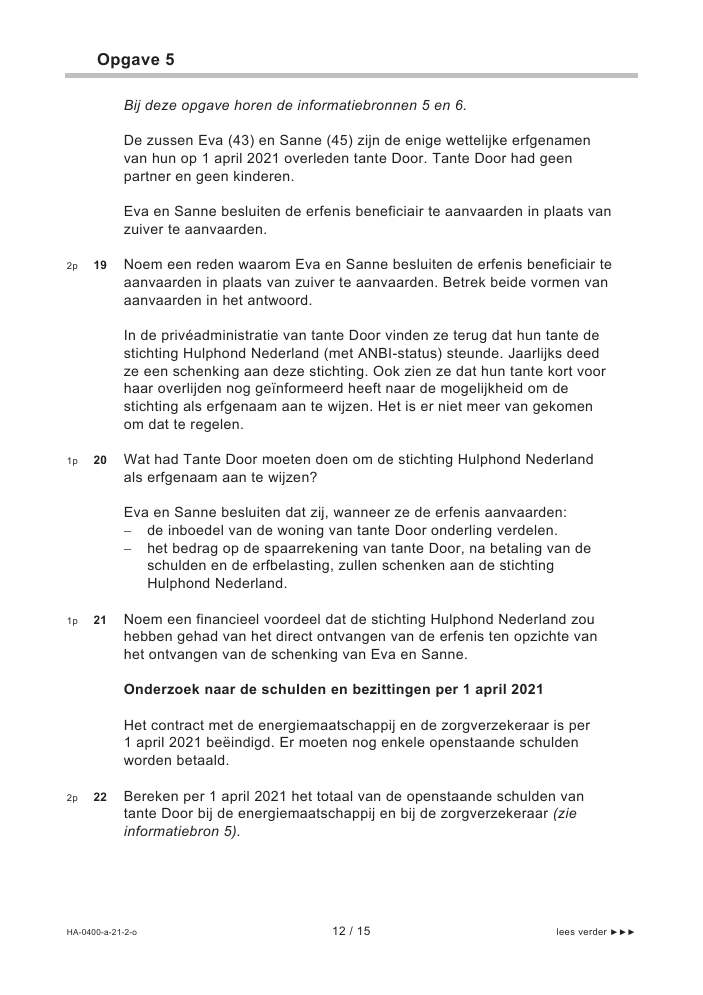 Opgave 5
Bij deze opgave horen de informatiebronnen 5 en 6.
De zussen Eva (43) en Sanne (45) zijn de enige wettelijke erfgenamen
van hun op 1 april 2021 overleden tante Door. Tante Door had geen
partner en geen kinderen.
Eva en Sanne besluiten de erfenis beneficiair te aanvaarden in plaats van
zuiver te aanvaarden.
2p 19 Noem een reden waarom Eva en Sanne besluiten de erfenis beneficiair te
aanvaarden in plaats van zuiver te aanvaarden. Betrek beide vormen van
aanvaarden in het antwoord.
In de privéadministratie van tante Door vinden ze terug dat hun tante de
stichting Hulphond Nederland (met ANBI-status) steunde. Jaarlijks deed
ze een schenking aan deze stichting. Ook zien ze dat hun tante kort voor
haar overlijden nog geïnformeerd heeft naar de mogelijkheid om de
stichting als erfgenaam aan te wijzen. Het is er niet meer van gekomen
om dat te regelen.
1p 20 Wat had Tante Door moeten doen om de stichting Hulphond Nederland
als erfgenaam aan te wijzen?
Eva en Sanne besluiten dat zij, wanneer ze de erfenis aanvaarden:
– de inboedel van de woning van tante Door onderling verdelen.
– het bedrag op de spaarrekening van tante Door, na betaling van de
schulden en de erfbelasting, zullen schenken aan de stichting
Hulphond Nederland.
1p 21 Noem een financieel voordeel dat de stichting Hulphond Nederland zou
hebben gehad van het direct ontvangen van de erfenis ten opzichte van
het ontvangen van de schenking van Eva en Sanne.
Onderzoek naar de schulden en bezittingen per 1 april 2021
Het contract met de energiemaatschappij en de zorgverzekeraar is per
1 april 2021 beëindigd. Er moeten nog enkele openstaande schulden
worden betaald.
2p 22 Bereken per 1 april 2021 het totaal van de openstaande schulden van
tante Door bij de energiemaatschappij en bij de zorgverzekeraar (zie
informatiebron 5).
HA-0400-a-21-2-o 12 / 15 lees verder ►►►